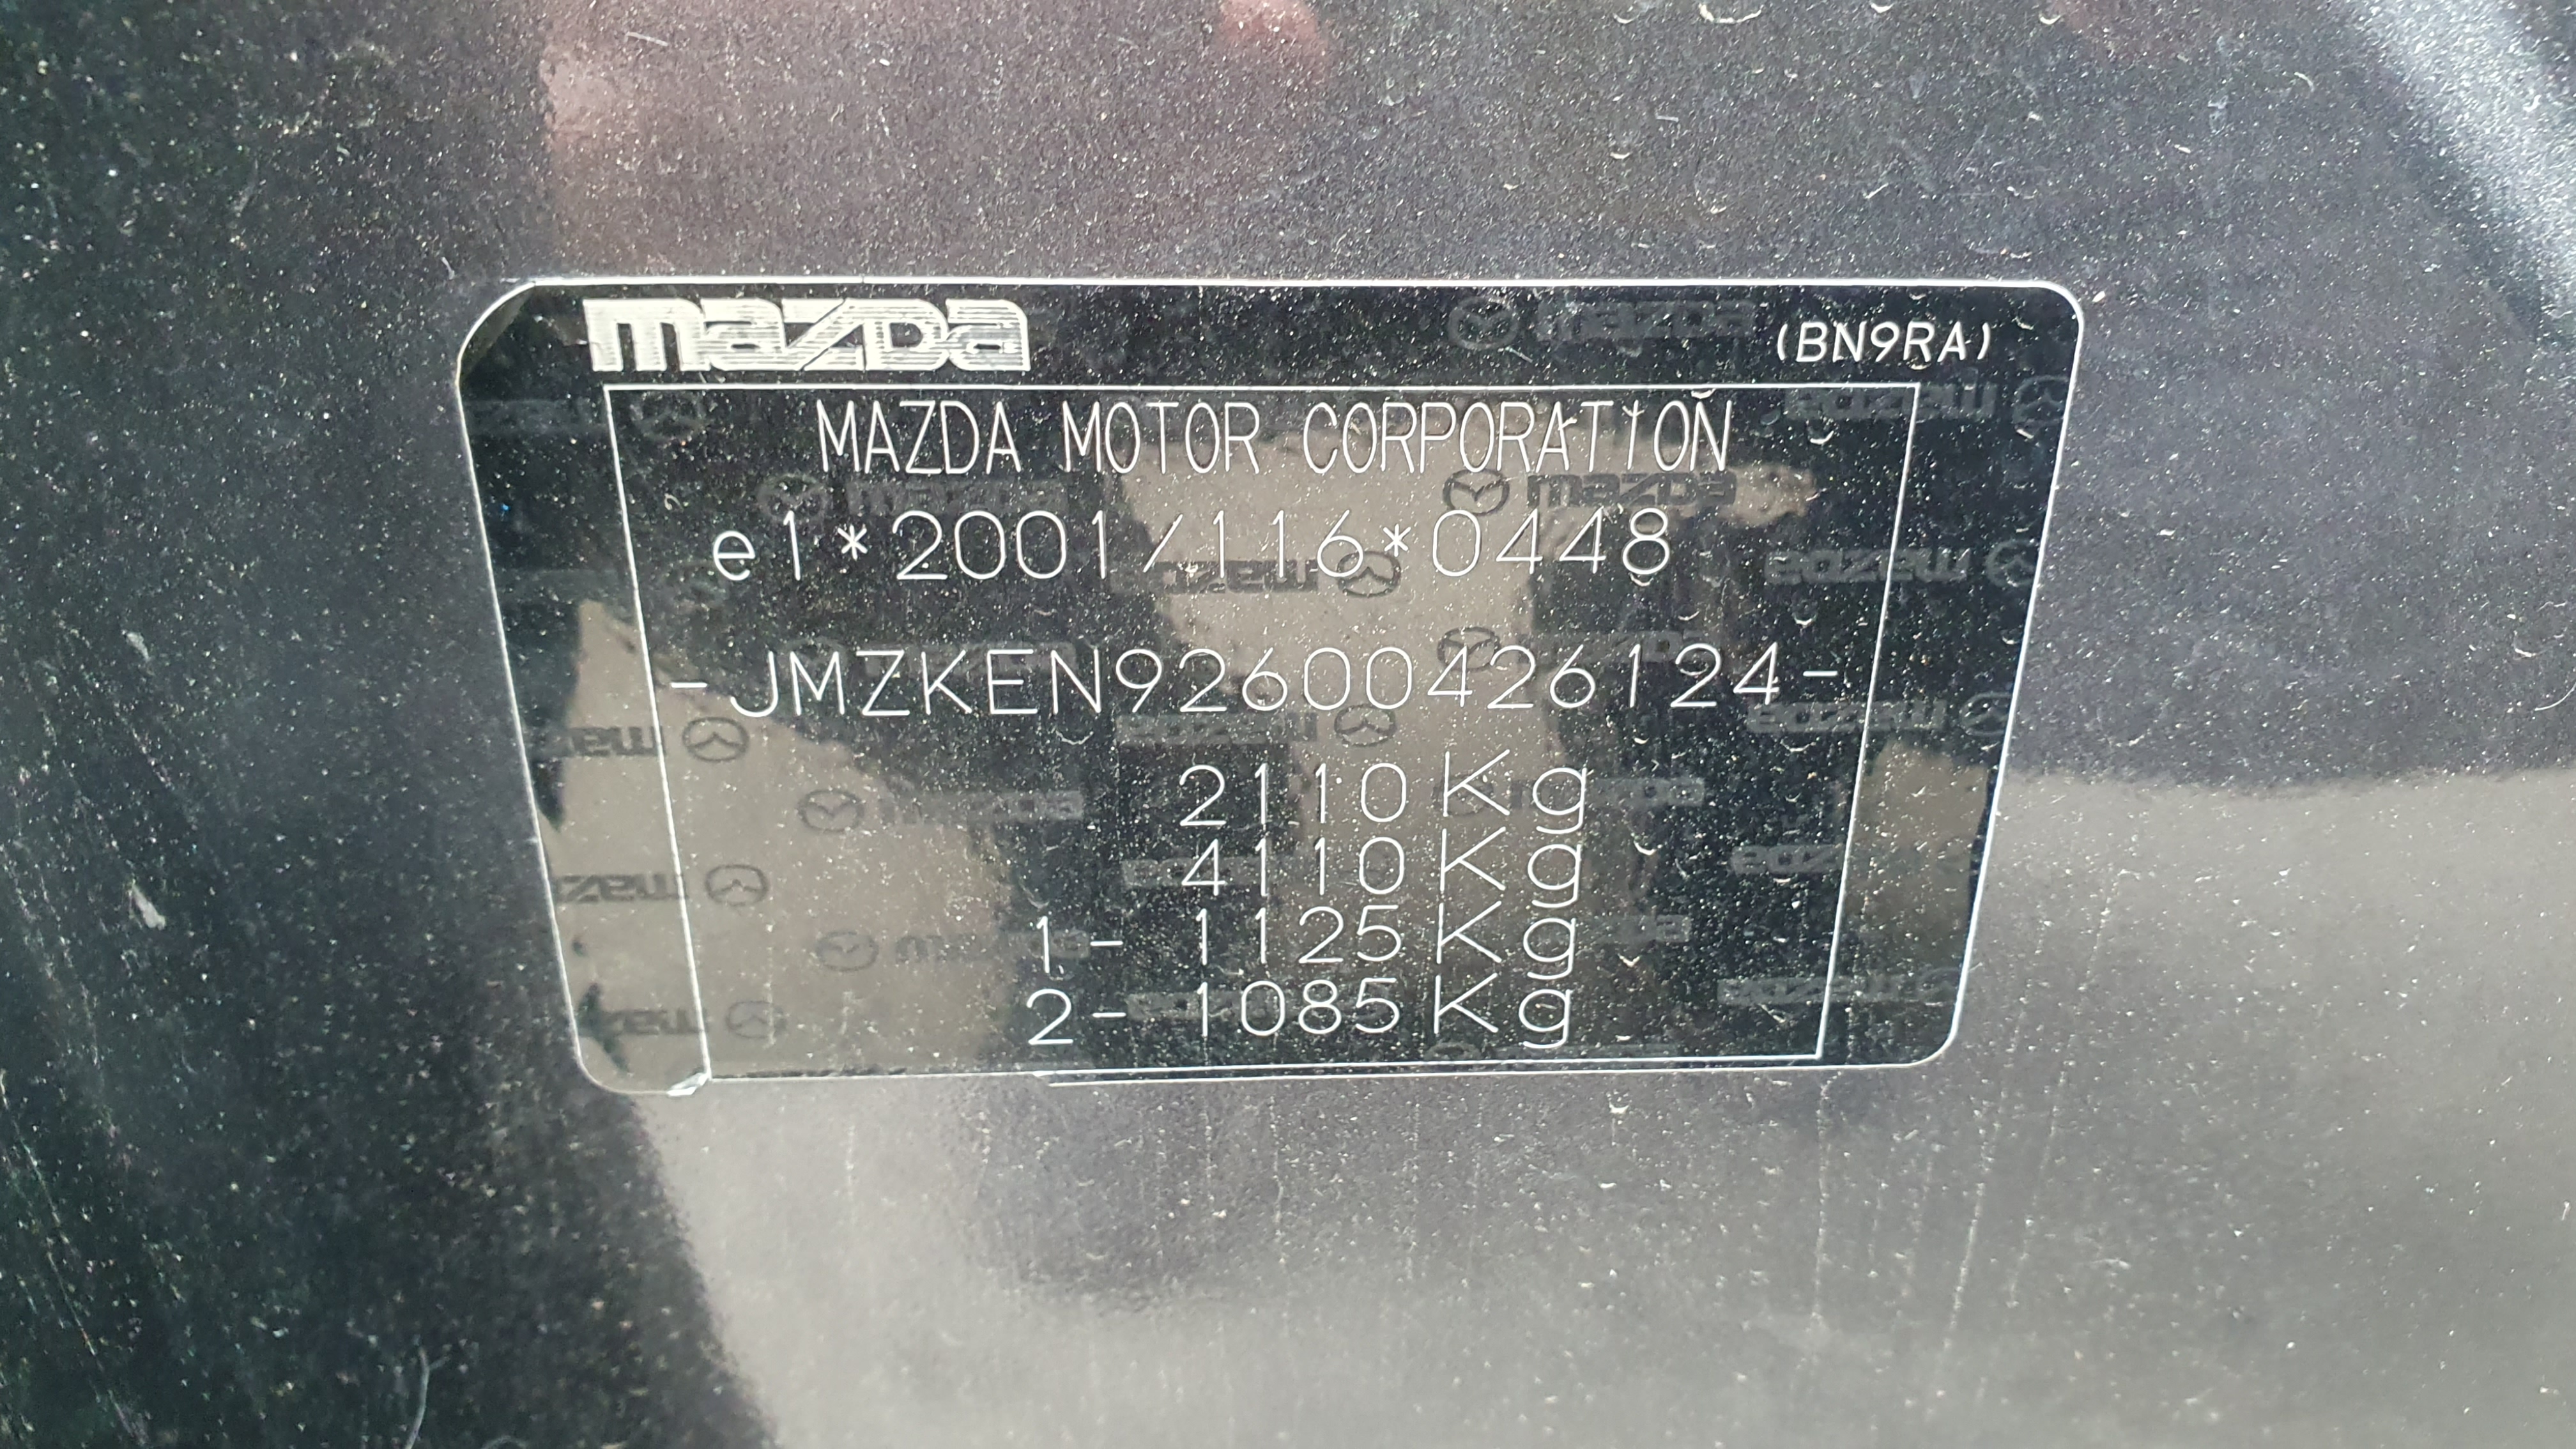 mazda (BN9RA)
MAZDA MOTOR CORPORATION
e1*2001/116*0448
-JMZKEN92600426124-
2110Kg
4110Kg
1- 1125Kg
2- 1085Kg